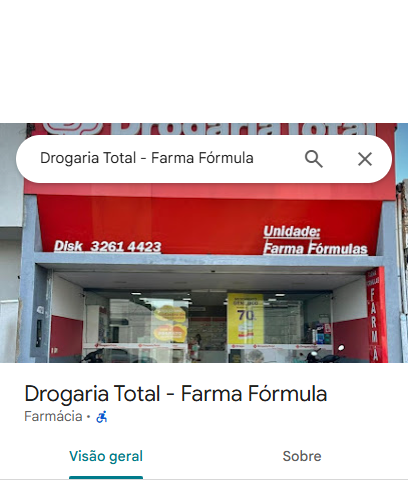 Drogaria Total
Drogaria Total - Farma Fórmula
Unidade:
Disk 3261 4423
Farma Fórmulas
70
FARMA
Drogaria Total - Farma Fórmula
Farmácia ·
Visão geral
Sobre